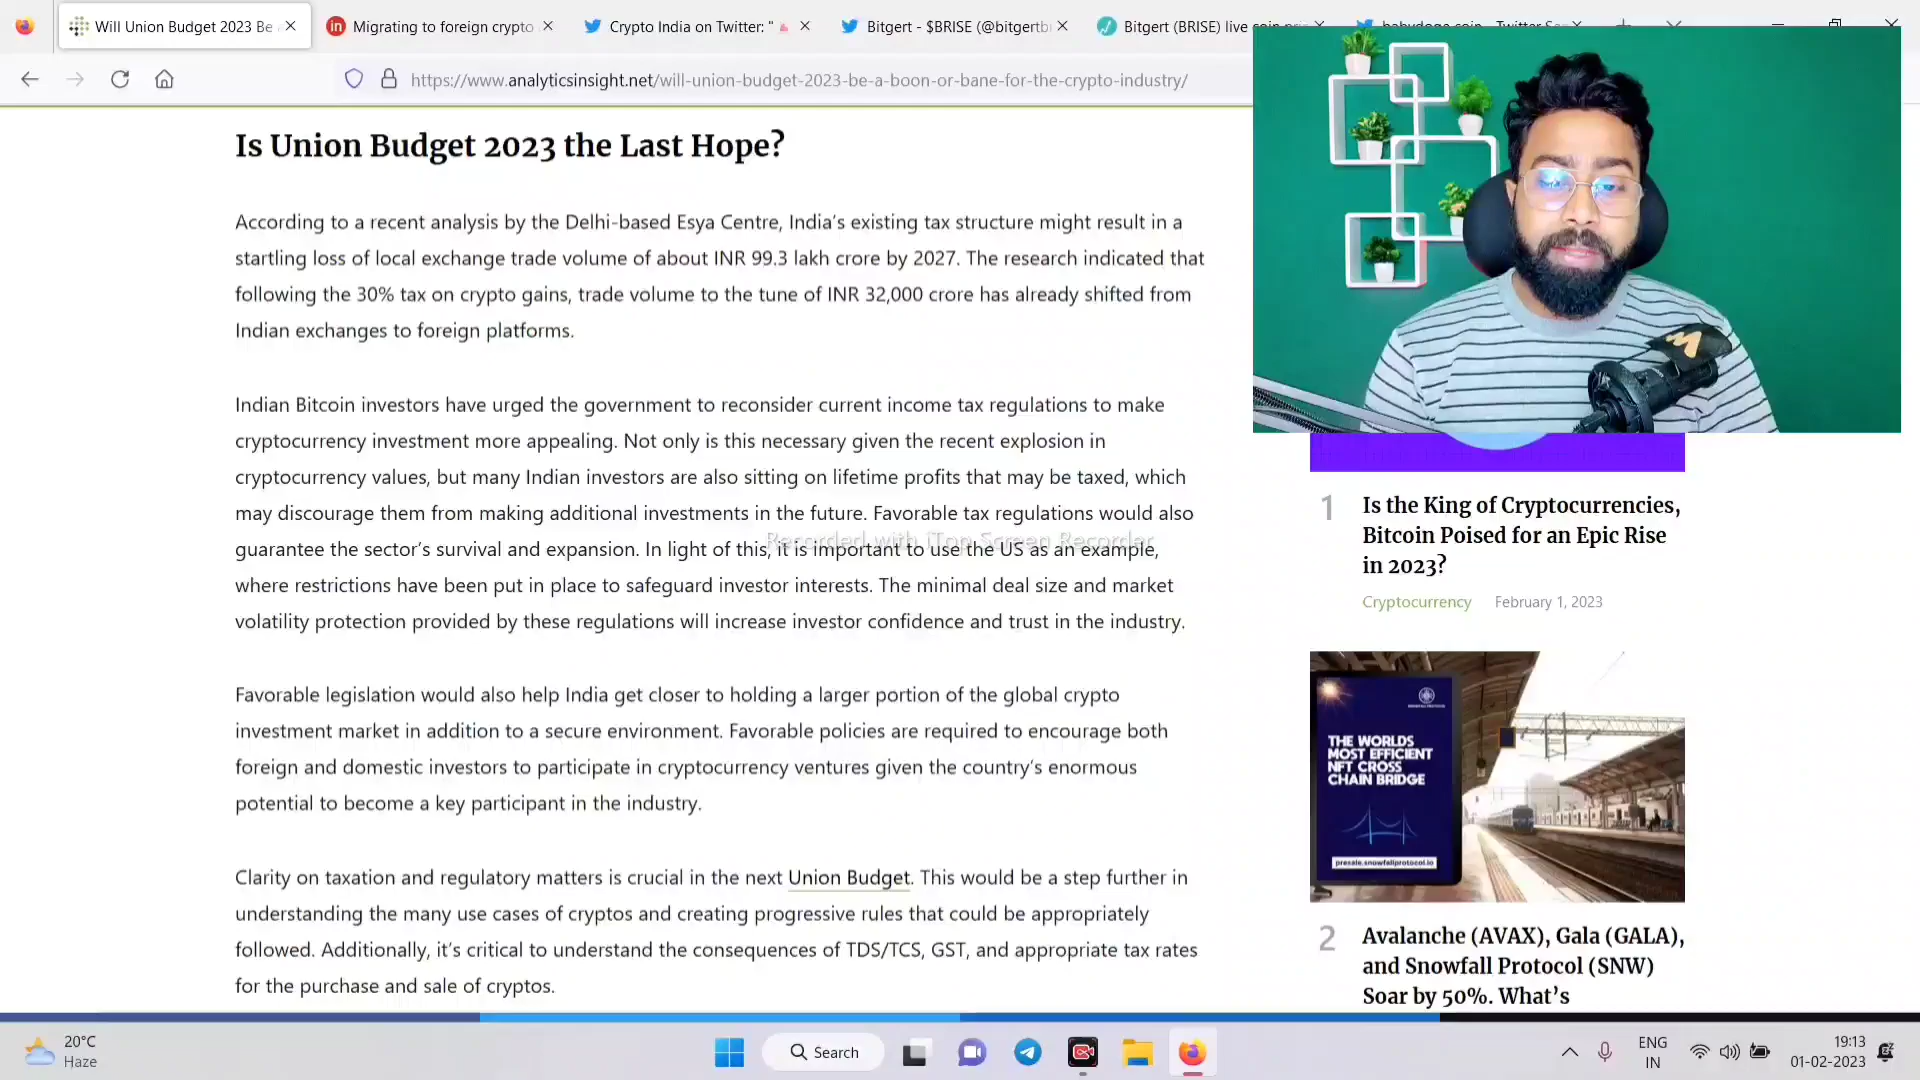 Will Union Budget 2023 Be
Migrating to foreign crypto
Crypto India on Twitter: "
Bitgert - $BRISE (@bitgertb
Bitgert (BRISE) live coin
https://www.analyticsinsight.net/will-union-budget-2023-be-a-boon-or-bane-for-the-crypto-industry/
Is Union Budget 2023 the Last Hope?
According to a recent analysis by the Delhi-based Esya Centre, India's existing tax structure might result in a
startling loss of local exchange trade volume of about INR 99.3 lakh crore by 2027. The research indicated that
following the 30% tax on crypto gains, trade volume to the tune of INR 32,000 crore has already shifted from
Indian exchanges to foreign platforms.
Indian Bitcoin investors have urged the government to reconsider current income tax regulations to make
cryptocurrency investment more appealing. Not only is this necessary given the recent explosion in
cryptocurrency values, but many Indian investors are also sitting on lifetime profits that may be taxed, which
may discourage them from making additional investments in the future. Favorable tax regulations would also
Recorded with iTop Screen Recorder
guarantee the sector's survival and expansion. In light of this, it is important to use the US as an example,
where restrictions have been put in place to safeguard investor interests. The minimal deal size and market
volatility protection provided by these regulations will increase investor confidence and trust in the industry.
Favorable legislation would also help India get closer to holding a larger portion of the global crypto
investment market in addition to a secure environment. Favorable policies are required to encourage both
foreign and domestic investors to participate in cryptocurrency ventures given the country's enormous
potential to become a key participant in the industry.
Clarity on taxation and regulatory matters is crucial in the next Union Budget. This would be a step further in
understanding the many use cases of cryptos and creating progressive rules that could be appropriately
followed. Additionally, it's critical to understand the consequences of TDS/TCS, GST, and appropriate tax rates
for the purchase and sale of cryptos.
1
Is the King of Cryptocurrencies,
Bitcoin Poised for an Epic Rise
in 2023?
Cryptocurrency February 1, 2023
THE WORLDS
MOST EFFICIENT
NFT CROSS
CHAIN BRIDGE
presale.snowfallprotocol.io
2
Avalanche (AVAX), Gala (GALA),
and Snowfall Protocol (SNW)
Soar by 50%. What's
20°C
Haze
Search
ENG
IN
19:13
01-02-2023